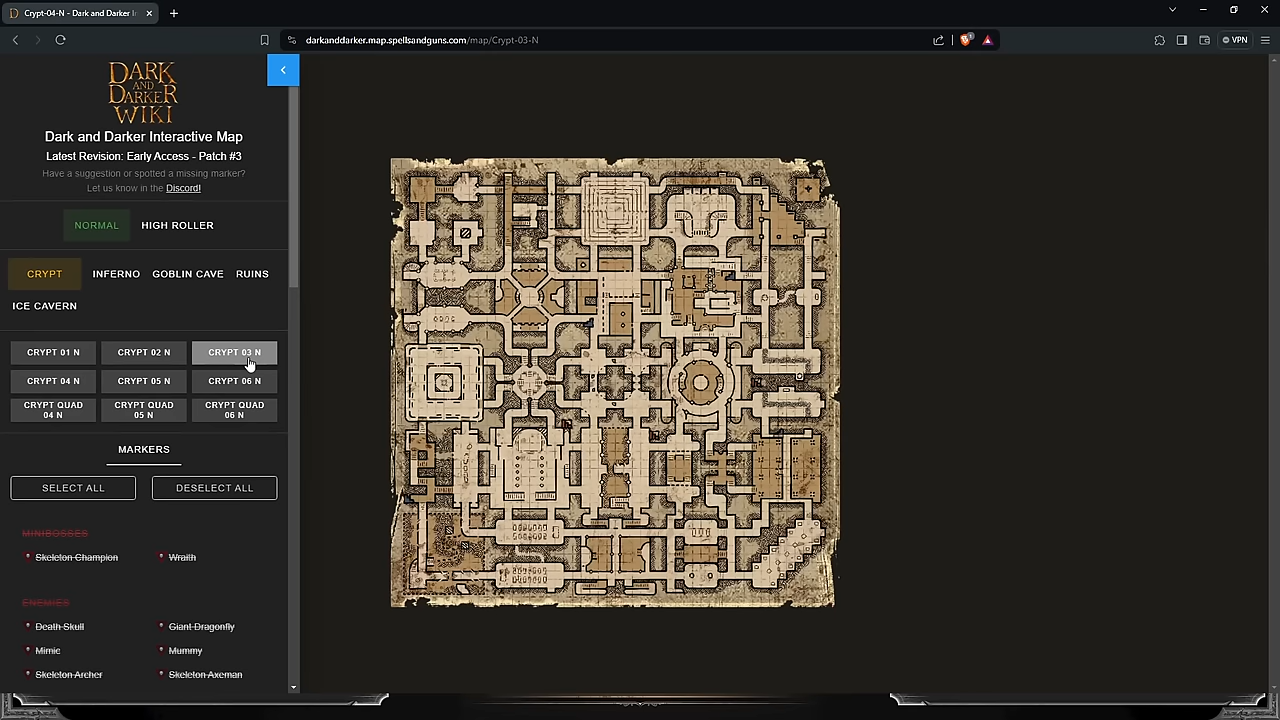 Crypt-04-N - Dark and Darker In
darkanddarker.map.spellsandguns.com/map/Crypt-03-N
VPN
DARK
AND
DARKER
WIKI
Dark and Darker Interactive Map
Latest Revision: Early Access - Patch #3
Have a suggestion or spotted a missing marker?
Let us know in the Discord!
NORMAL HIGH ROLLER
CRYPT INFERNO GOBLIN CAVE RUINS
ICE CAVERN
CRYPT 01 N CRYPT 02 N CRYPT 03 N
CRYPT 04 N CRYPT 05 N CRYPT 06 N
CRYPT QUAD 04 N CRYPT QUAD 05 N CRYPT QUAD 06 N
MARKERS
SELECT ALL DESELECT ALL
MINIBOSSES
Skeleton Champion Wraith
ENEMIES
Death Skull Giant Dragonfly
Mimic Mummy
Skeleton Archer Skeleton Axeman